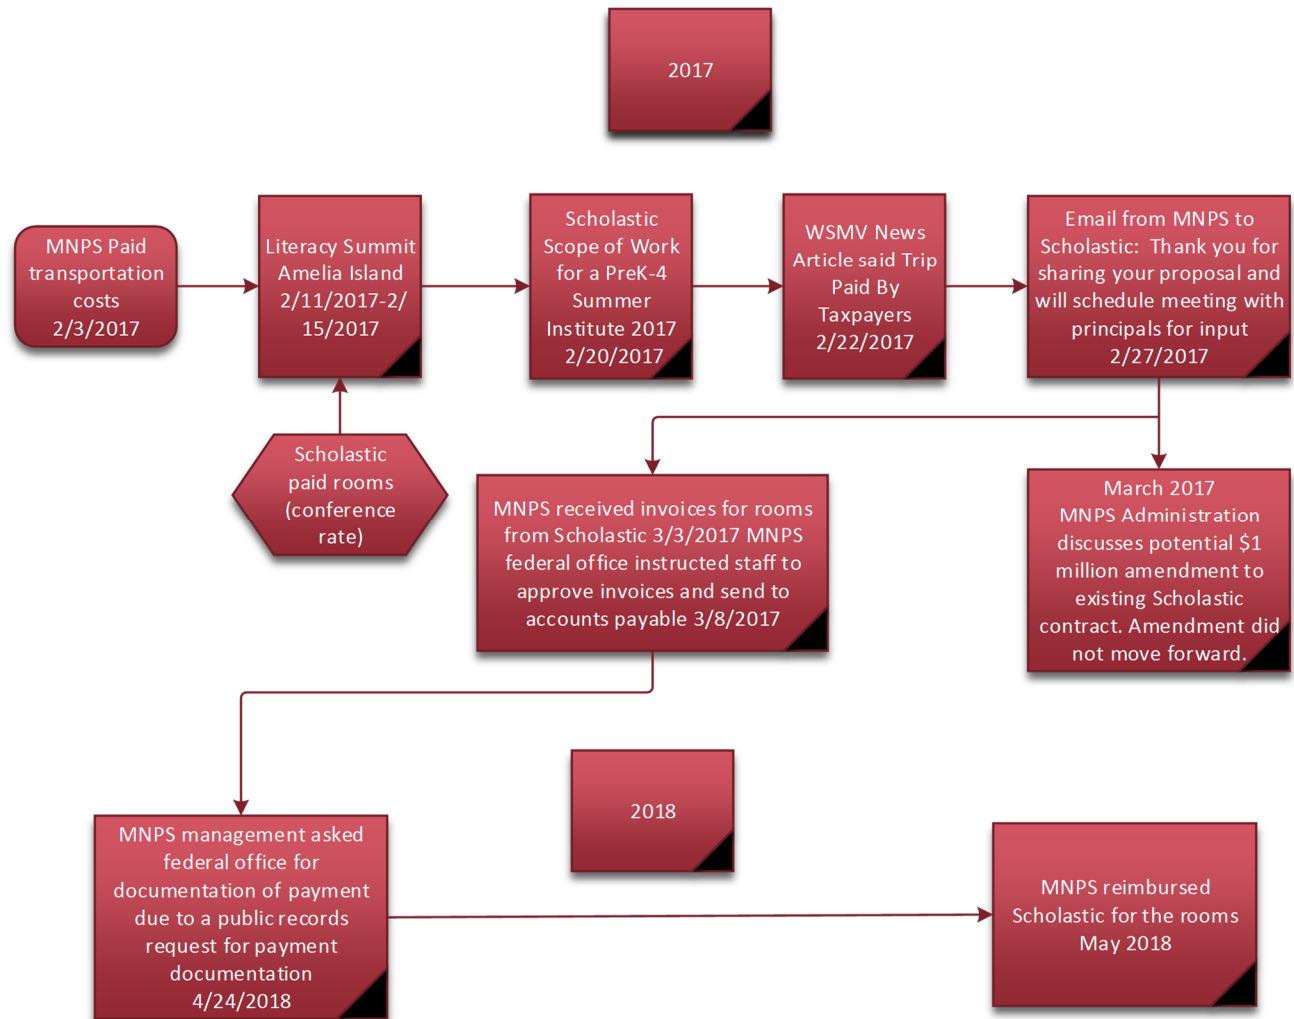 2017
MNPS Paid
transportation
costs
2/3/2017
Literacy Summit
Amelia Island
2/11/2017-2/
15/2017
Scholastic
Scope of Work
for a PreK-4
Summer
Institute 2017
2/20/2017
WSMV News
Article said Trip
Paid By
Taxpayers
2/22/2017
Email from MNPS to
Scholastic:  Thank you for
sharing your proposal and
will schedule meeting with
principals for input
2/27/2017
Scholastic
paid rooms
(conference
rate)
MNPS received invoices for rooms
from Scholastic 3/3/2017 MNPS
federal office instructed staff to
approve invoices and send to
accounts payable 3/8/2017
March 2017
MNPS Administration
discusses potential $1
million amendment to
existing Scholastic
contract. Amendment did
not move forward.
2018
MNPS management asked
federal office for
documentation of payment
due to a public records
request for payment
documentation
4/24/2018
MNPS reimbursed
Scholastic for the rooms
May 2018